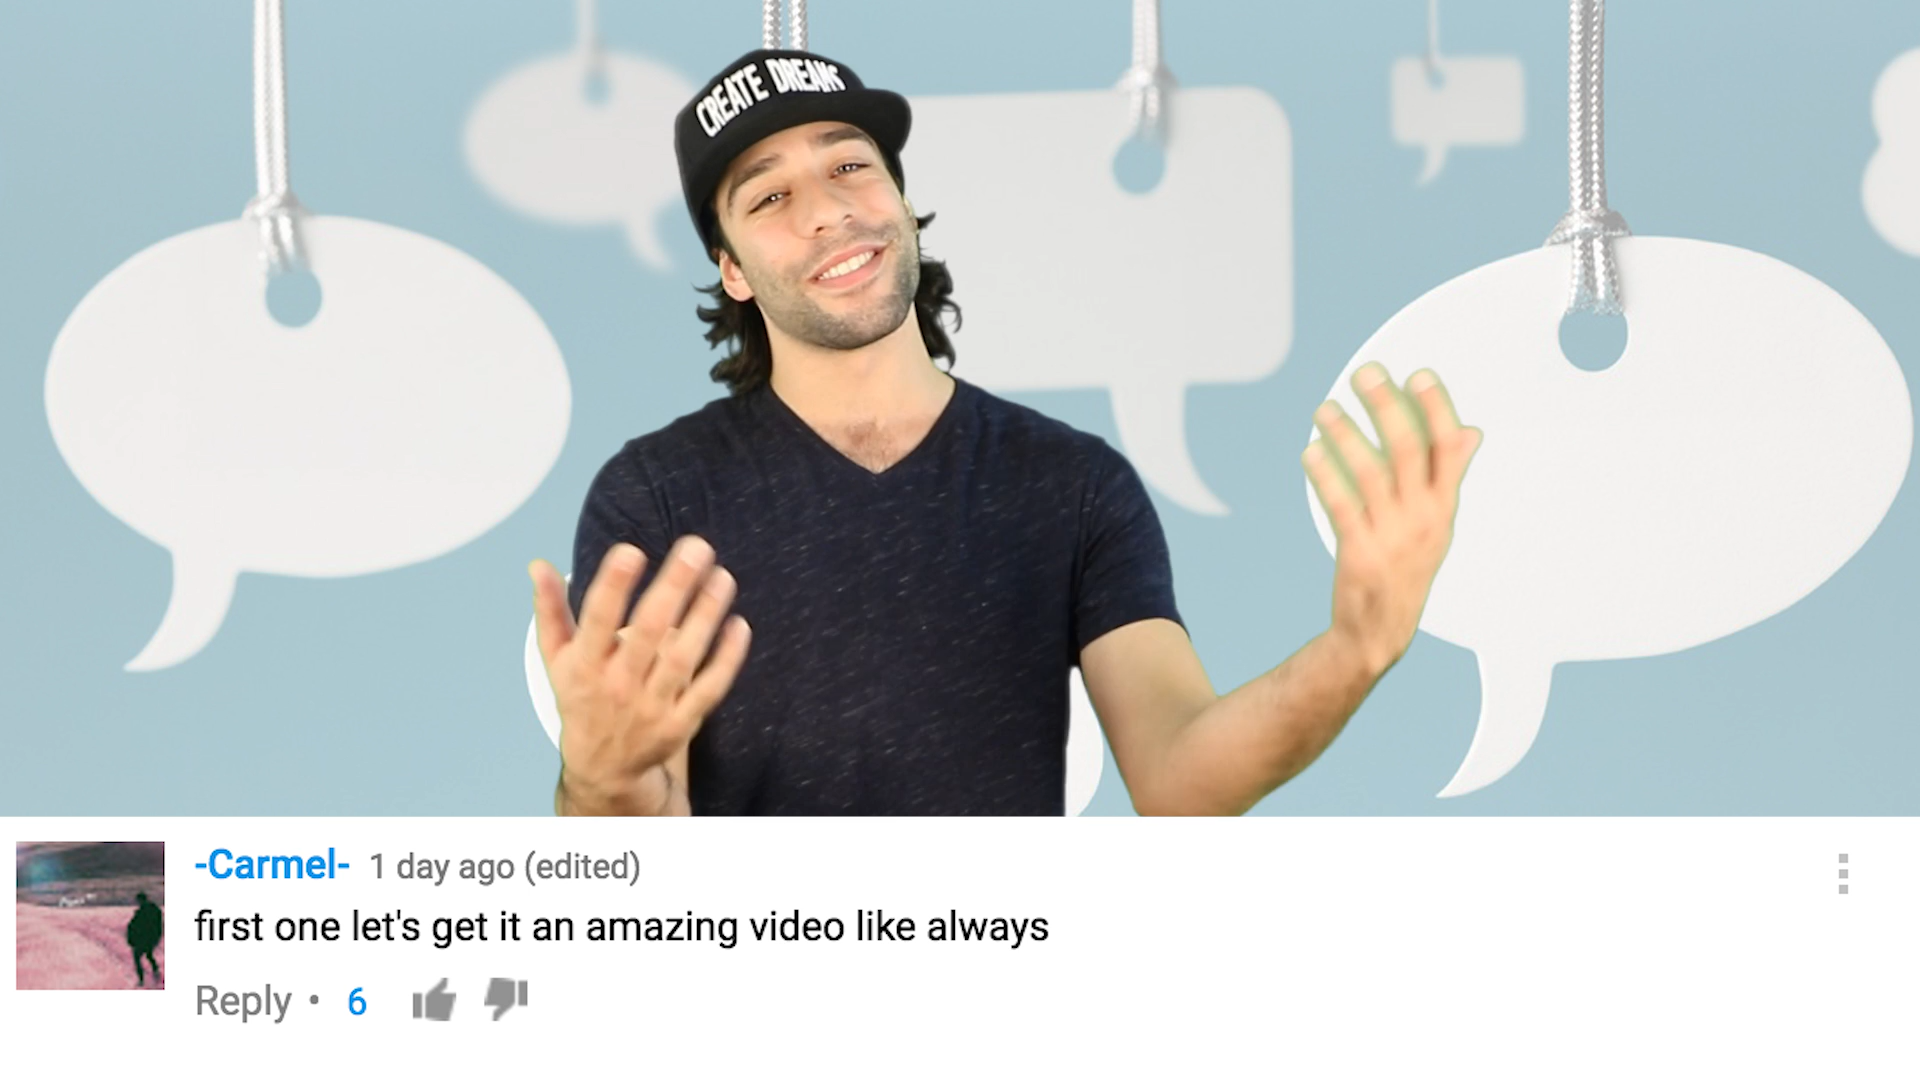 CREATE DREAMS
-Carmel- 1 day ago (edited)
first one let's get it an amazing video like always
Reply • 6